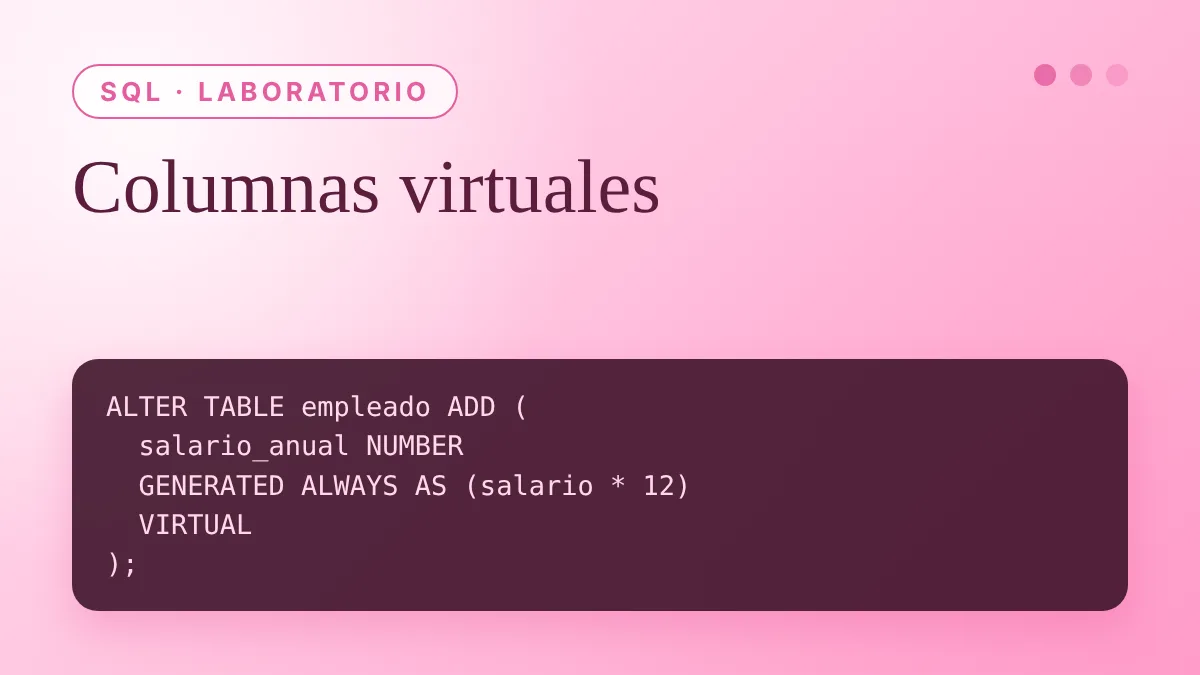 SQL · LABORATORIO
Columnas virtuales
ALTER TABLE empleado ADD (
  salario_anual NUMBER
  GENERATED ALWAYS AS (salario * 12)
  VIRTUAL
);